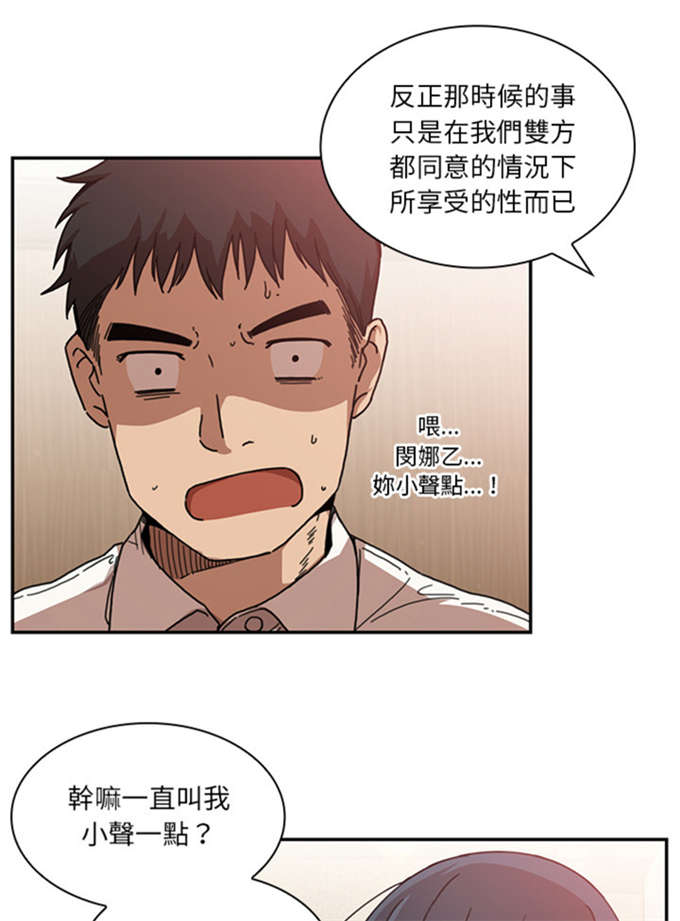 反正那時候的事
只是在我們雙方
都同意的情況下
所享受的性而已
喂...
閔娜乙...
妳小聲點...！
幹嘛一直叫我
小聲一點？